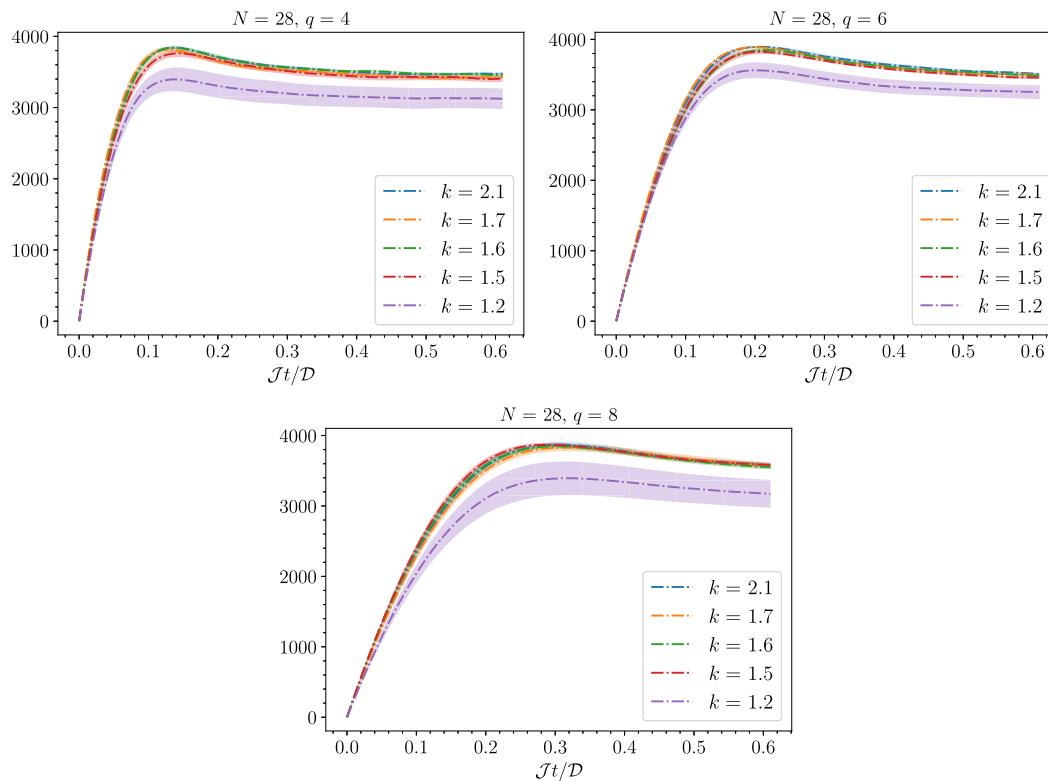 N = 28, q = 4
4000
3000
2000
1000
0
0.0 0.1 0.2 0.3 0.4 0.5 0.6
𝒥t/𝒟
k = 2.1
k = 1.7
k = 1.6
k = 1.5
k = 1.2
N = 28, q = 6
4000
3000
2000
1000
0
0.0 0.1 0.2 0.3 0.4 0.5 0.6
𝒥t/𝒟
k = 2.1
k = 1.7
k = 1.6
k = 1.5
k = 1.2
N = 28, q = 8
4000
3000
2000
1000
0
0.0 0.1 0.2 0.3 0.4 0.5 0.6
𝒥t/𝒟
k = 2.1
k = 1.7
k = 1.6
k = 1.5
k = 1.2